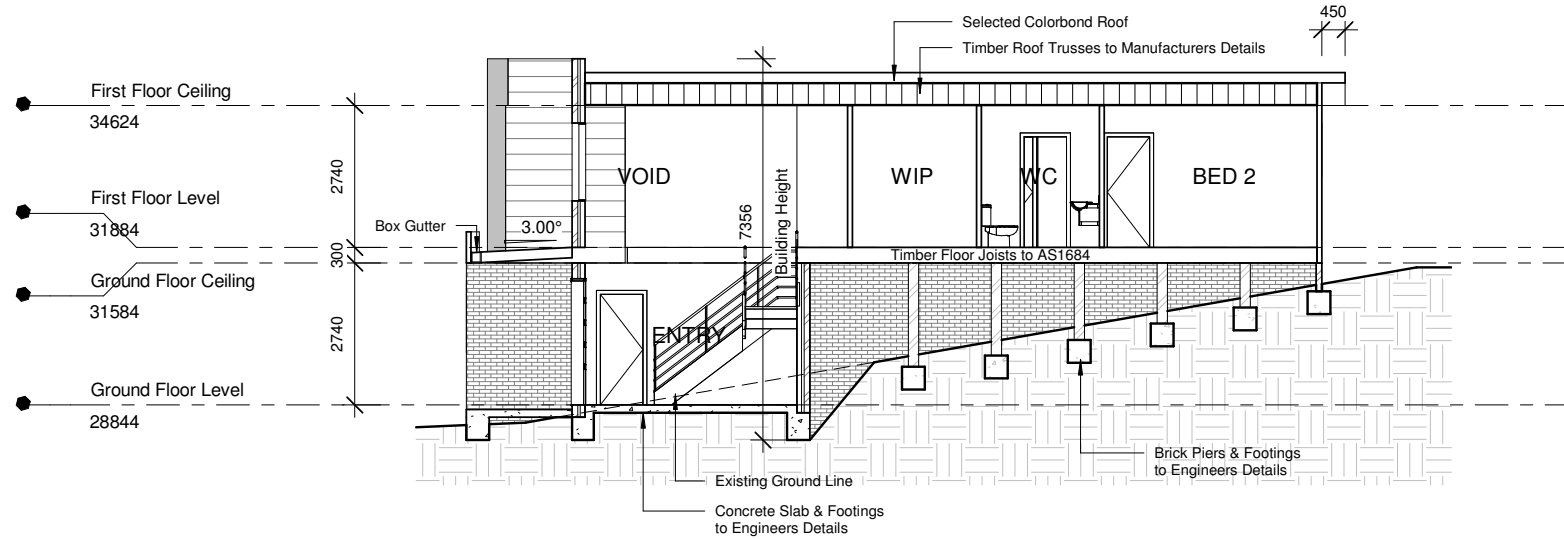 450
Selected Colorbond Roof
Timber Roof Trusses to Manufacturers Details
First Floor Ceiling
34624
2740
VOID
WIP
WC
BED 2
First Floor Level
31884
Box Gutter
3.00°
7356
Building Height
300
Timber Floor Joists to AS1684
Ground Floor Ceiling
31584
2740
ENTRY
Ground Floor Level
28844
Brick Piers & Footings
to Engineers Details
Existing Ground Line
Concrete Slab & Footings
to Engineers Details